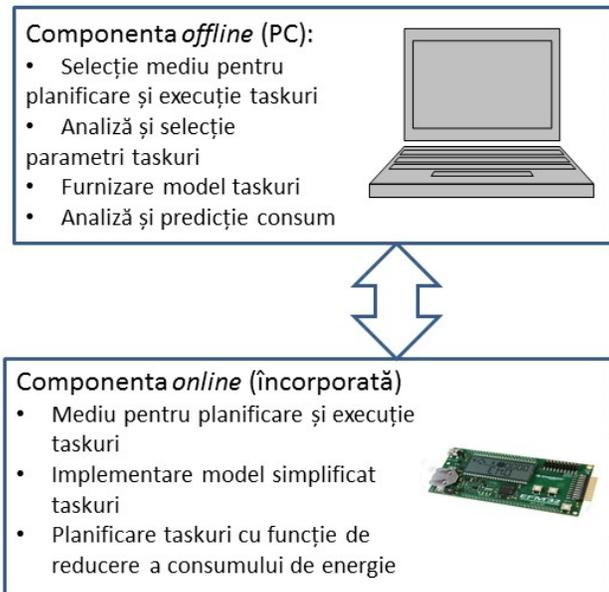 Componenta offline (PC):
• Selecție mediu pentru
planificare și execuție taskuri
• Analiză și selecție
parametri taskuri
• Furnizare model taskuri
• Analiză și predicție consum
Componenta online (încorporată)
• Mediu pentru planificare și execuție
taskuri
• Implementare model simplificat
taskuri
• Planificare taskuri cu funcție de
reducere a consumului de energie
EFM32